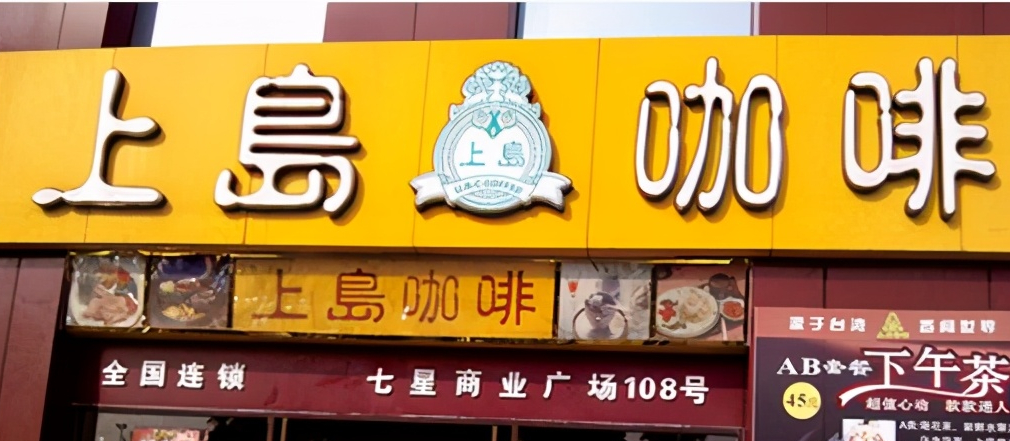 上島咖啡
上島
上島咖啡
全国连锁 七星商业广场108号
源于台湾
AB套餐 下午茶
45元
超值心动 款款诱人